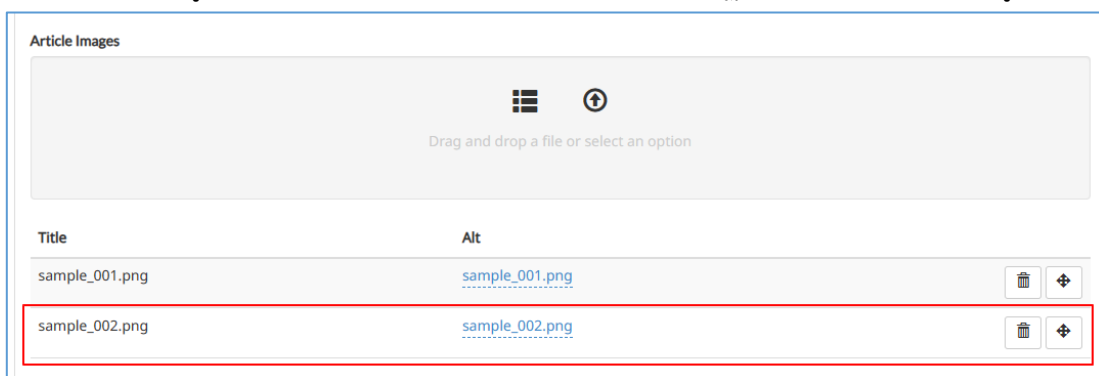 Article Images
Drag and drop a file or select an option
Title Alt
sample_001.png sample_001.png
sample_002.png sample_002.png